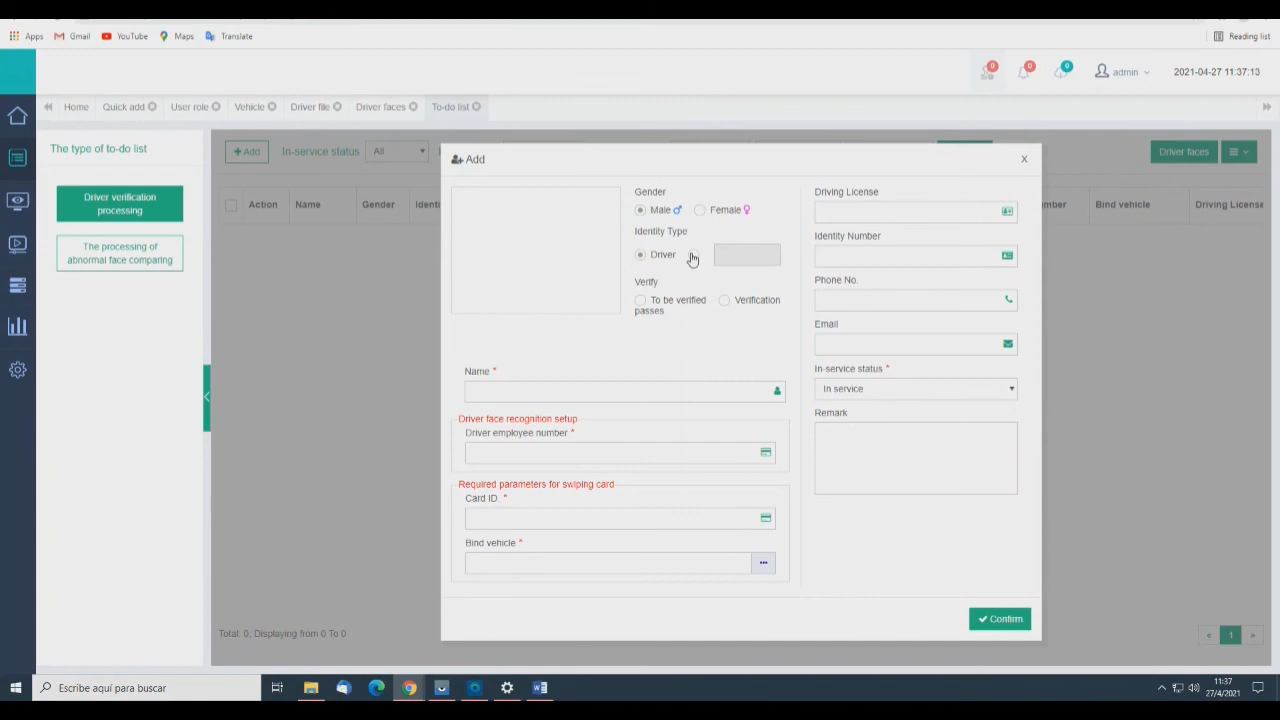 Apps Gmail YouTube Maps Translate Reading list
0 0 0 admin 2021-04-27 11:37:13
Home Quick add User role Vehicle Driver file Driver faces To-do list
The type of to-do list
Driver verification
processing
The processing of
abnormal face comparing
Add In-service status All Driver faces
Action Name Gender Bind vehicle Driving License
Add x
Gender
Male Female
Identity Type
Driver
Verify
To be verified Verification
passes
Name *
Driver face recognition setup
Driver employee number *
Required parameters for swiping card
Card ID. *
Bind vehicle *
...
Driving License
Identity Number
Phone No.
Email
In-service status *
In service
Remark
Confirm
Total: 0, Displaying from 0 To 0
« 1 »
Escribe aquí para buscar
11:37
27/4/2021